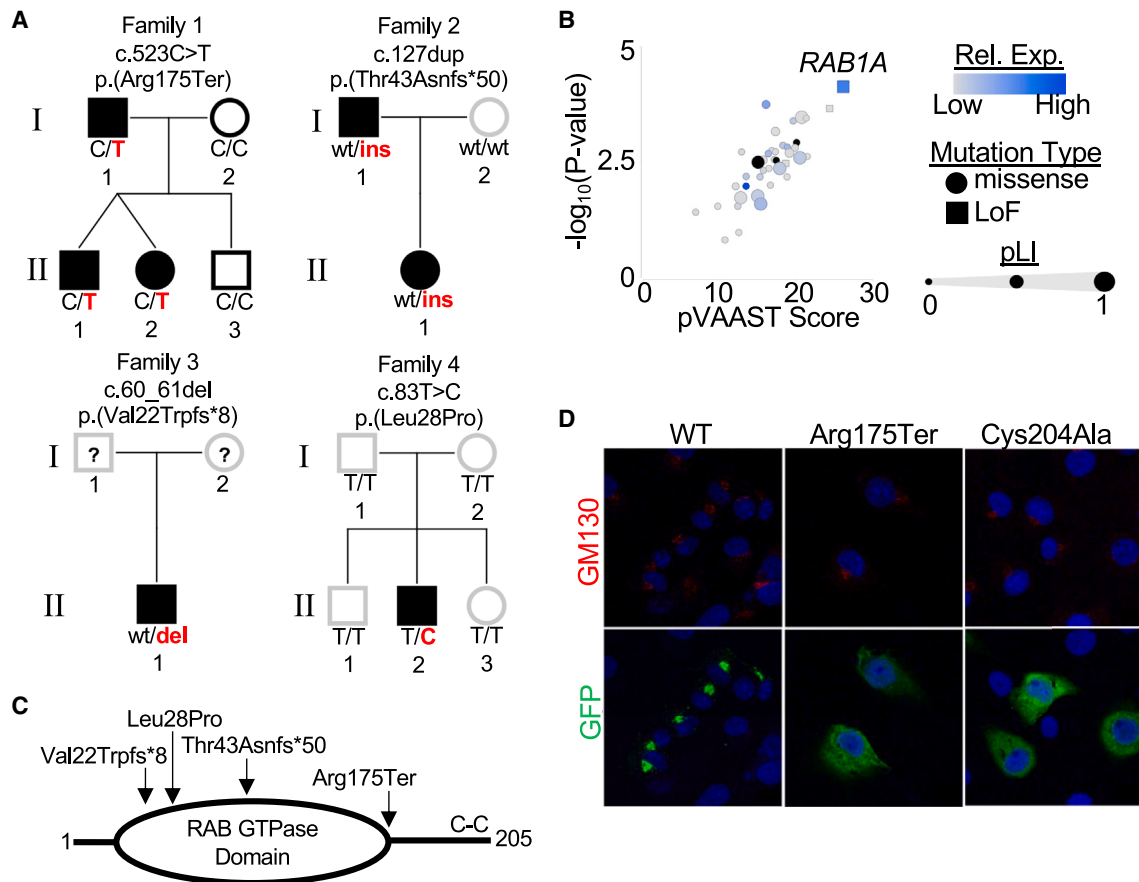 A
Family 1
c.523C>T
p.(Arg175Ter)
I
C/T
1
C/C
2
II
C/T
1
C/T
2
C/C
3
Family 2
c.127dup
p.(Thr43Asnfs*50)
I
wt/ins
1
wt/wt
2
II
wt/ins
1
Family 3
c.60_61del
p.(Val22Trpfs*8)
I
?
1
?
2
II
wt/del
1
Family 4
c.83T>C
p.(Leu28Pro)
I
T/T
1
T/T
2
II
T/T
1
T/C
2
T/T
3
B
5
2.5
0
-log10(P-value)
0
10
20
30
pVAAST Score
RAB1A
Rel. Exp.
Low
High
Mutation Type
missense
LoF
pLI
0
1
C
Val22Trpfs*8
Leu28Pro
Thr43Asnfs*50
Arg175Ter
1
RAB GTPase
Domain
C-C
205
D
WT
Arg175Ter
Cys204Ala
GM130
GFP